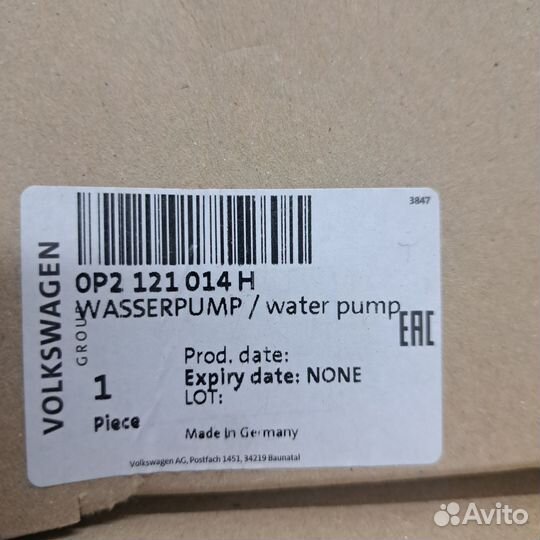 3847
VOLKSWAGEN
GROUP
0P2 121 014 H
WASSERPUMP / water pump
EAC
1
Piece
Prod. date:
Expiry date: NONE
LOT:
Made In Germany
Volkswagen AG, Postfach 1451, 34219 Baunatal
Avito